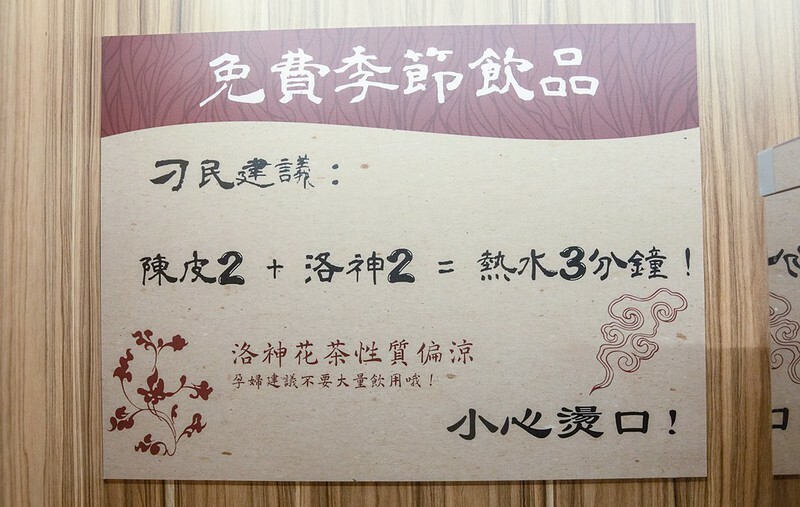 免費季節飲品
刁民建議：
陳皮2 + 洛神2 = 熱水3分鐘！
洛神花茶性質偏涼
孕婦建議不要大量飲用哦！
小心燙口！